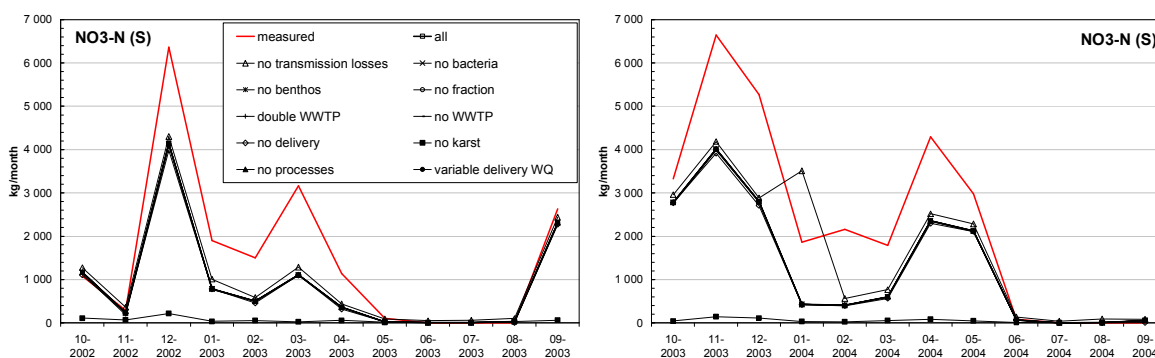 NO3-N (S)
kg/month
7 000
6 000
5 000
4 000
3 000
2 000
1 000
0
measured
all
no transmission losses
no bacteria
no benthos
no fraction
double WWTP
no WWTP
no delivery
no karst
no processes
variable delivery WQ
10-2002
11-2002
12-2002
01-2003
02-2003
03-2003
04-2003
05-2003
06-2003
07-2003
08-2003
09-2003
NO3-N (S)
kg/month
7 000
6 000
5 000
4 000
3 000
2 000
1 000
0
10-2003
11-2003
12-2003
01-2004
02-2004
03-2004
04-2004
05-2004
06-2004
07-2004
08-2004
09-2004